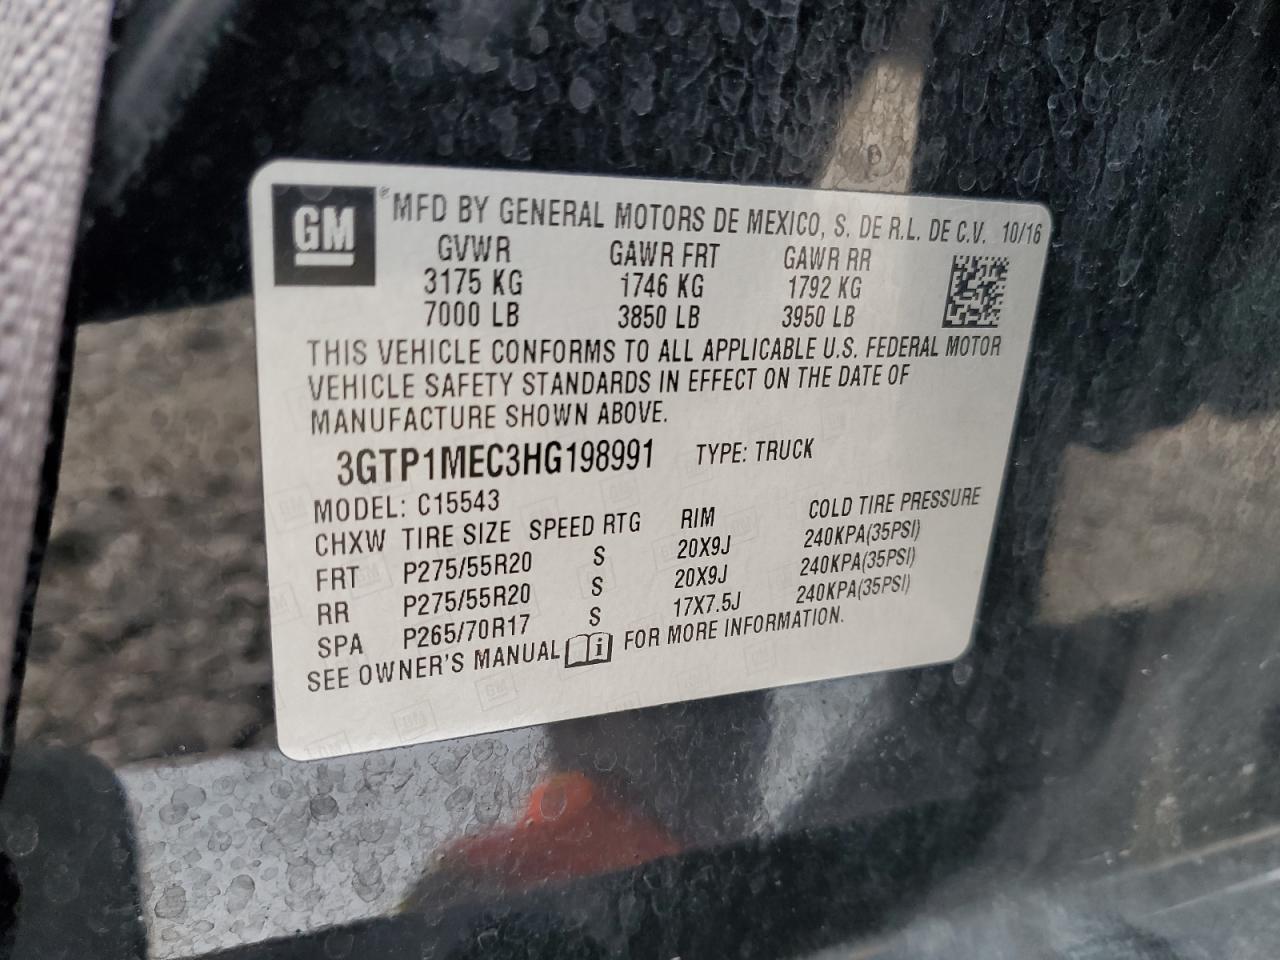 GM ® MFD BY GENERAL MOTORS DE MEXICO, S. DE R.L. DE C.V. 10/16
GVWR GAWR FRT GAWR RR
3175 KG 1746 KG 1792 KG
7000 LB 3850 LB 3950 LB
THIS VEHICLE CONFORMS TO ALL APPLICABLE U.S. FEDERAL MOTOR
VEHICLE SAFETY STANDARDS IN EFFECT ON THE DATE OF
MANUFACTURE SHOWN ABOVE.
3GTP1MEC3HG198991 TYPE: TRUCK
MODEL: C15543
CHXW TIRE SIZE SPEED RTG RIM COLD TIRE PRESSURE
FRT P275/55R20 S 20X9J 240KPA(35PSI)
RR P275/55R20 S 20X9J 240KPA(35PSI)
SPA P265/70R17 S 17X7.5J 240KPA(35PSI)
SEE OWNER'S MANUAL i FOR MORE INFORMATION.